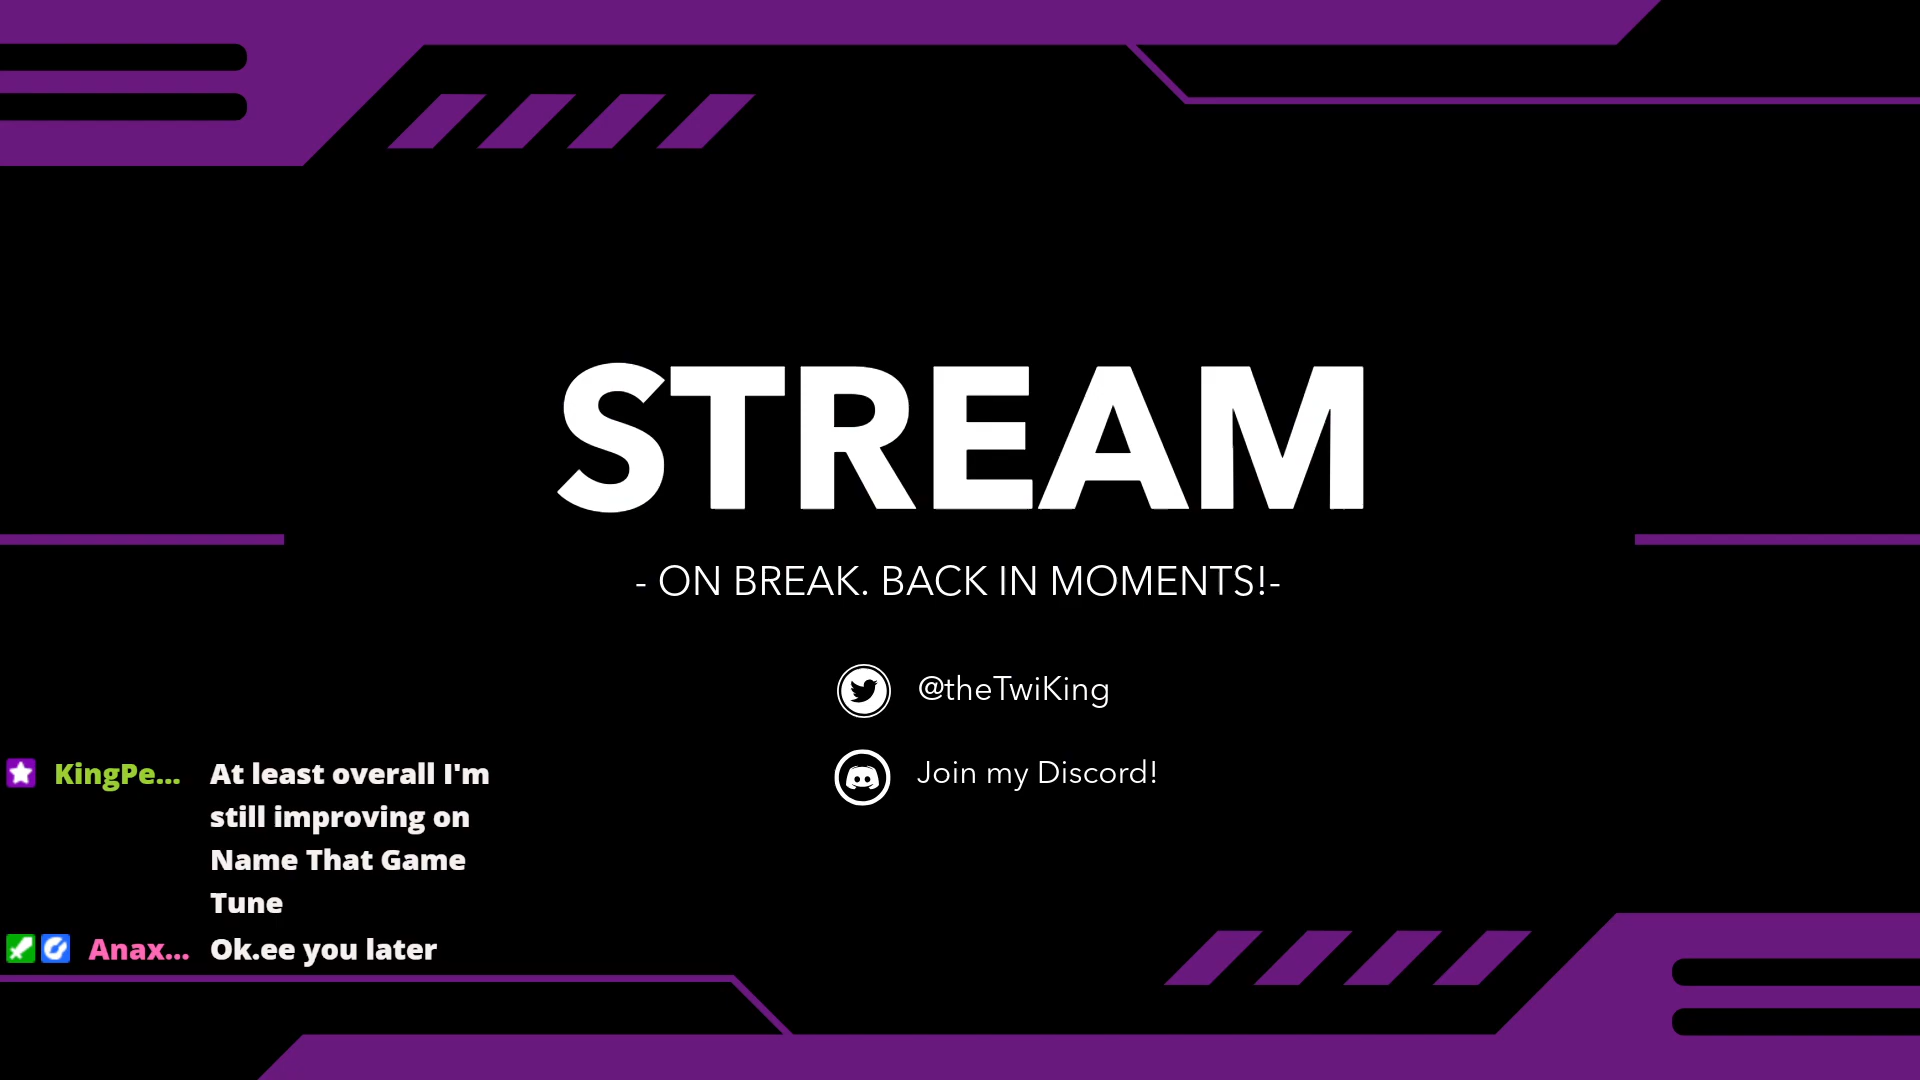 STREAM
- ON BREAK. BACK IN MOMENTS!-
@theTwiKing
Join my Discord!
KingPe... At least overall I'm
still improving on
Name That Game
Tune
Anax... Ok.ee you later